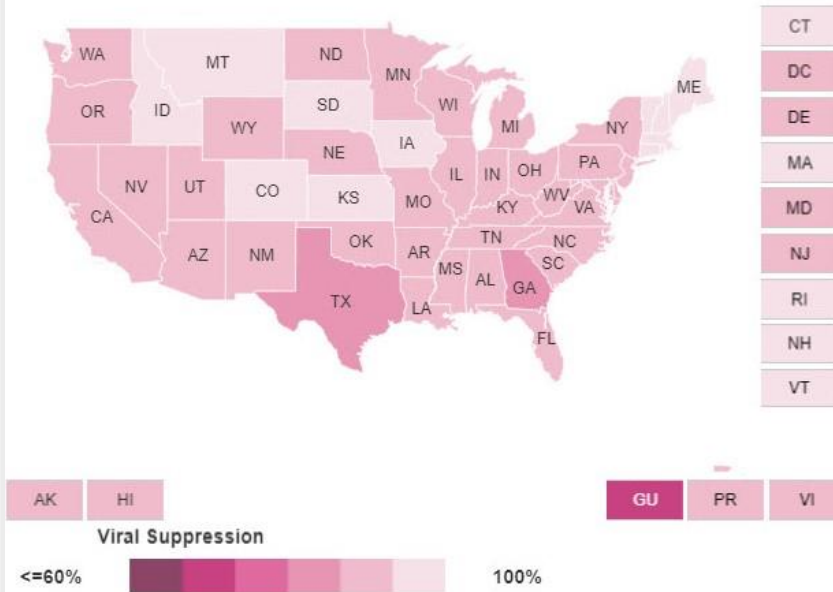 CT
WA
MT
ND
MN
ME
DC
OR
ID
SD
WI
MI
NY
DE
WY
IA
NE
IL
IN
OH
PA
MA
NV
UT
CO
KS
MO
KY
WV
VA
MD
CA
AZ
NM
OK
AR
TN
NC
SC
NJ
TX
LA
MS
AL
GA
FL
RI
NH
VT
AK
HI
GU
PR
VI
Viral Suppression
<=60%
100%